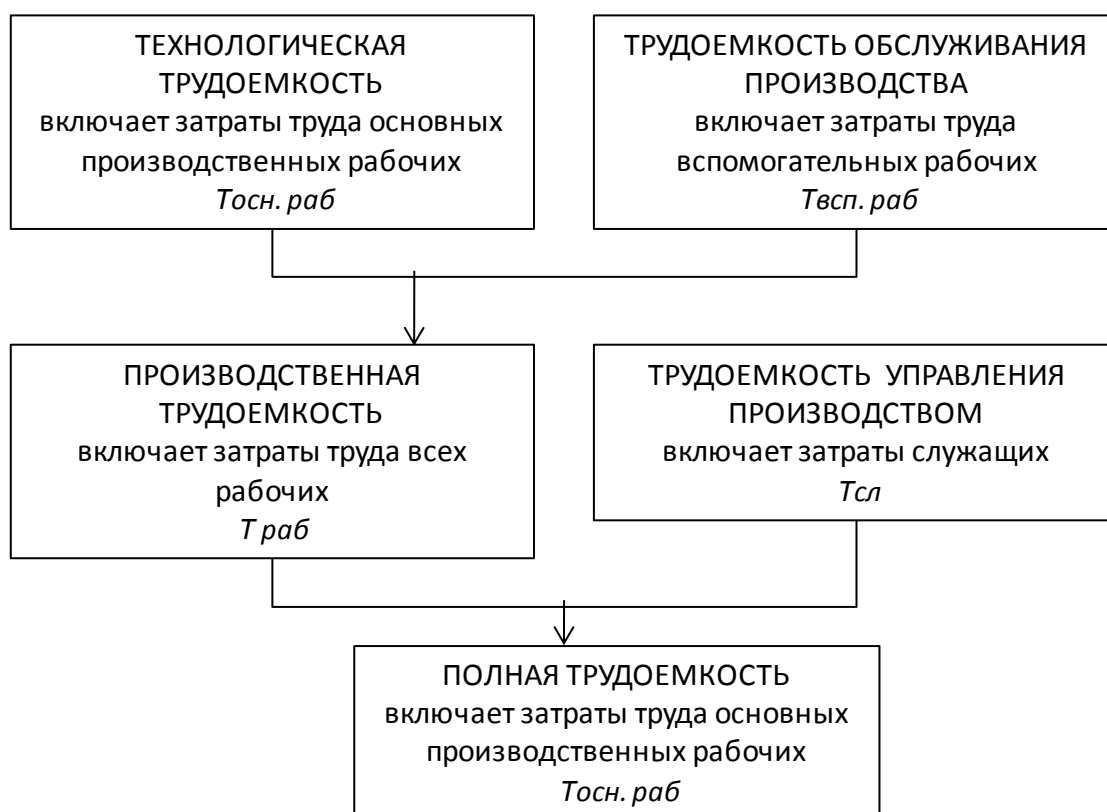 ТЕХНОЛОГИЧЕСКАЯ
ТРУДОЕМКОСТЬ
включает затраты труда основных
производственных рабочих
Тосн. раб
ТРУДОЕМКОСТЬ ОБСЛУЖИВАНИЯ
ПРОИЗВОДСТВА
включает затраты труда
вспомогательных рабочих
Твсп. раб
ПРОИЗВОДСТВЕННАЯ
ТРУДОЕМКОСТЬ
включает затраты труда всех
рабочих
Т раб
ТРУДОЕМКОСТЬ УПРАВЛЕНИЯ
ПРОИЗВОДСТВОМ
включает затраты служащих
Тсл
ПОЛНАЯ ТРУДОЕМКОСТЬ
включает затраты труда основных
производственных рабочих
Тосн. раб